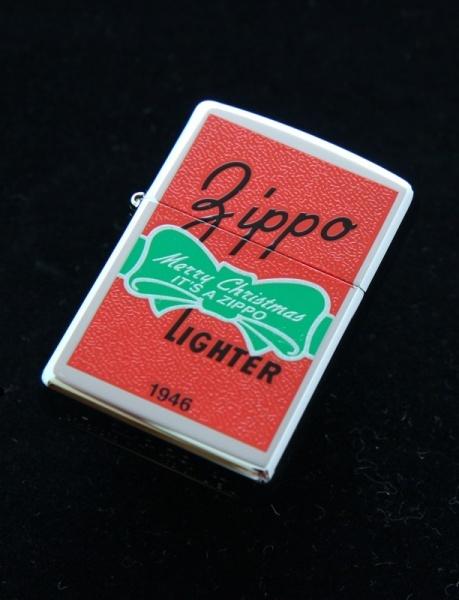 Zippo
Merry Christmas
IT'S A ZIPPO
LIGHTER
1946